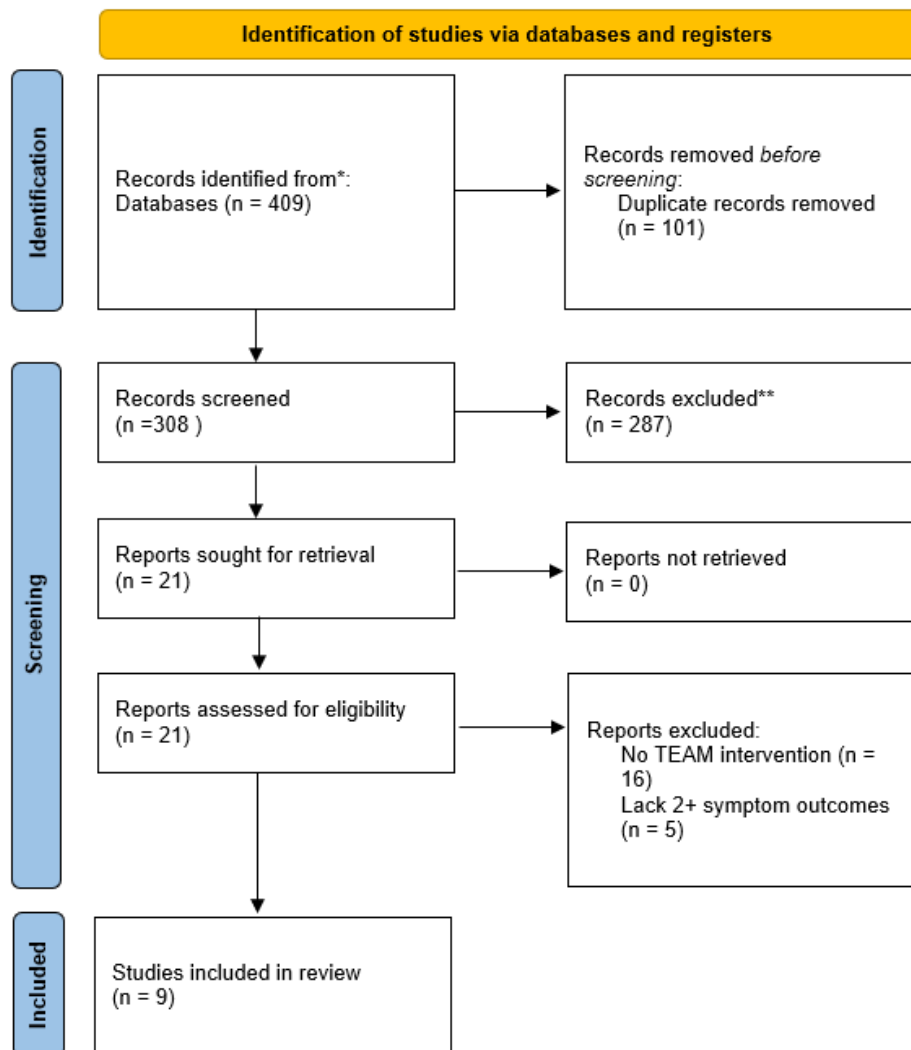 Identification of studies via databases and registers
Identification
Records identified from*:
Databases (n = 409)
Records removed before
screening:
Duplicate records removed
(n = 101)
Screening
Records screened
(n =308 )
Records excluded**
(n = 287)
Reports sought for retrieval
(n = 21)
Reports not retrieved
(n = 0)
Reports assessed for eligibility
(n = 21)
Reports excluded:
No TEAM intervention (n =
16)
Lack 2+ symptom outcomes
(n = 5)
Included
Studies included in review
(n = 9)